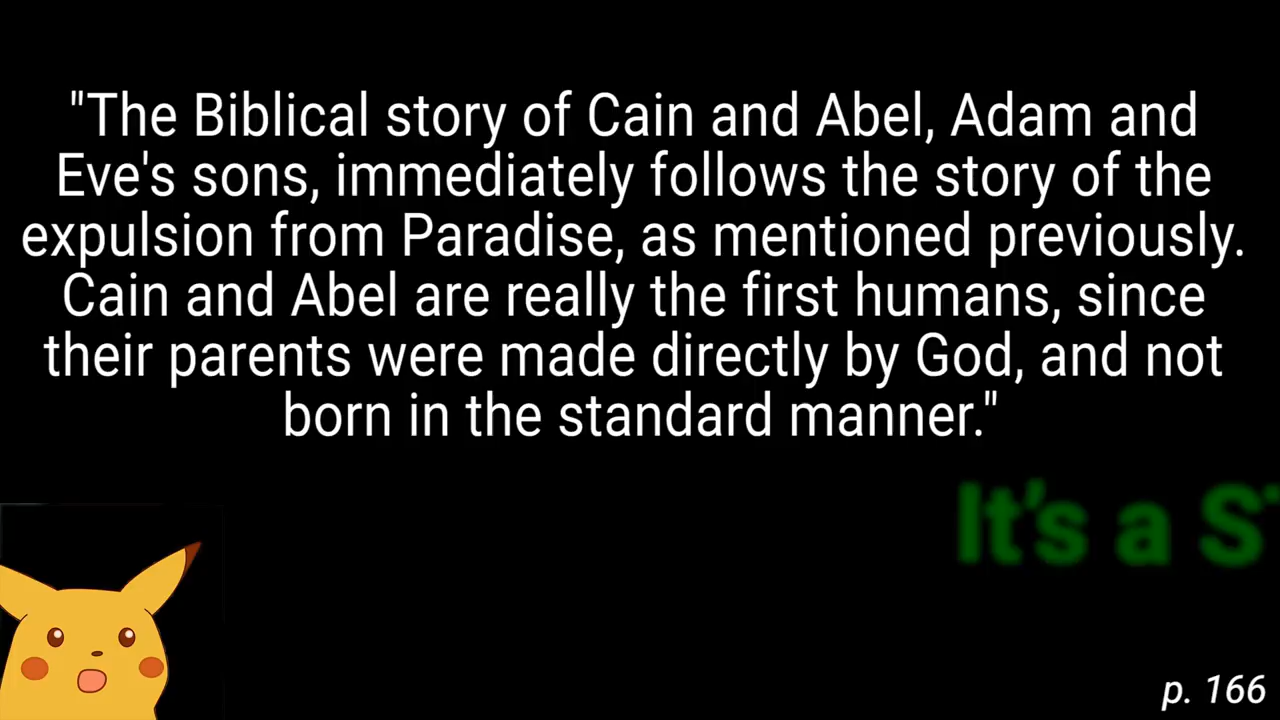 "The Biblical story of Cain and Abel, Adam and
Eve's sons, immediately follows the story of the
expulsion from Paradise, as mentioned previously.
Cain and Abel are really the first humans, since
their parents were made directly by God, and not
born in the standard manner."
It's a
p. 166